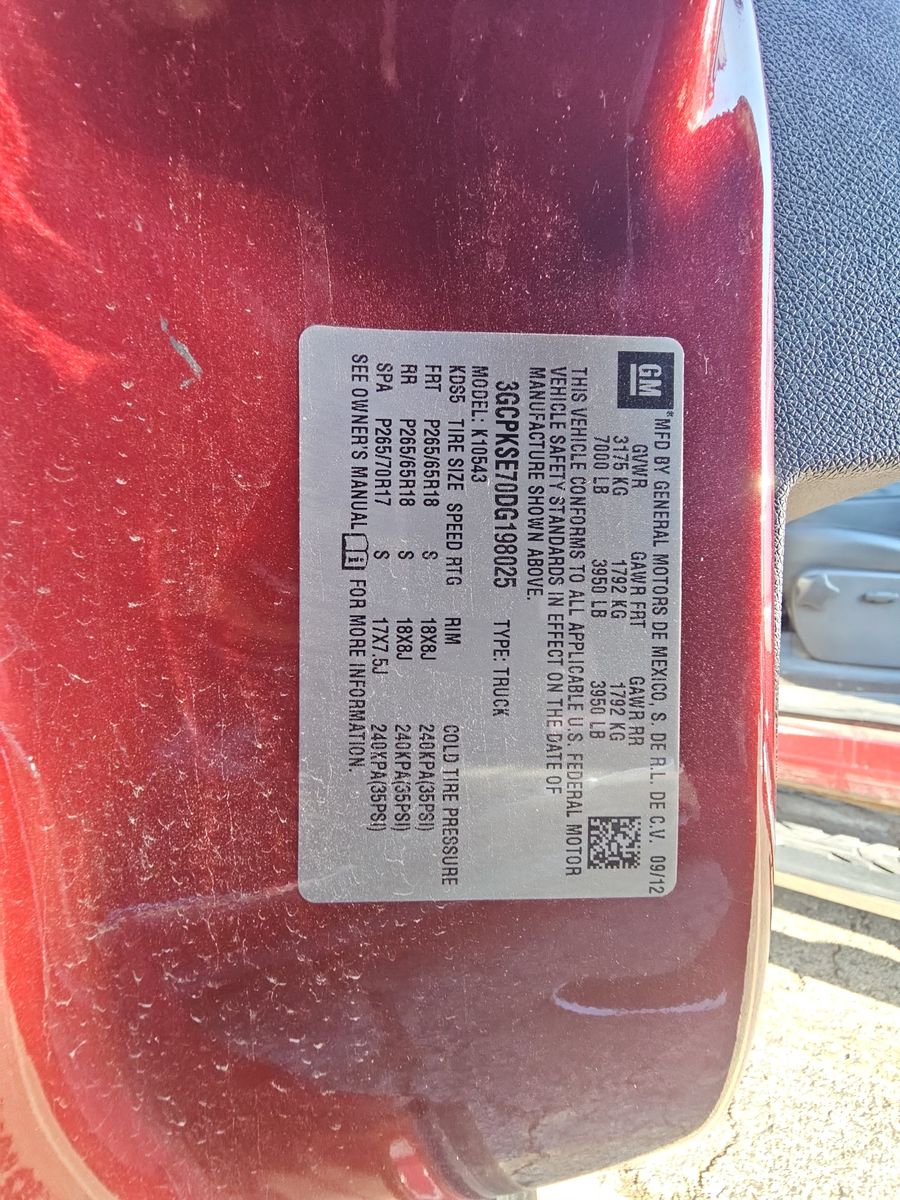 GM® MFD BY GENERAL MOTORS DE MEXICO, S. DE R.L. DE C.V. 09/12
GVWR GAWR FRT GAWR RR
3175 KG 1792 KG 1792 KG
7000 LB 3950 LB 3950 LB
THIS VEHICLE CONFORMS TO ALL APPLICABLE U.S. FEDERAL MOTOR
VEHICLE SAFETY STANDARDS IN EFFECT ON THE DATE OF
MANUFACTURE SHOWN ABOVE.
3GCPKSE70DG198025 TYPE: TRUCK
MODEL: K10543
KDS5 TIRE SIZE SPEED RTG RIM COLD TIRE PRESSURE
FRT P265/65R18 S 18X8J 240KPA(35PSI)
RR P265/65R18 S 18X8J 240KPA(35PSI)
SPA P265/70R17 S 17X7.5J 240KPA(35PSI)
SEE OWNER'S MANUAL FOR MORE INFORMATION.